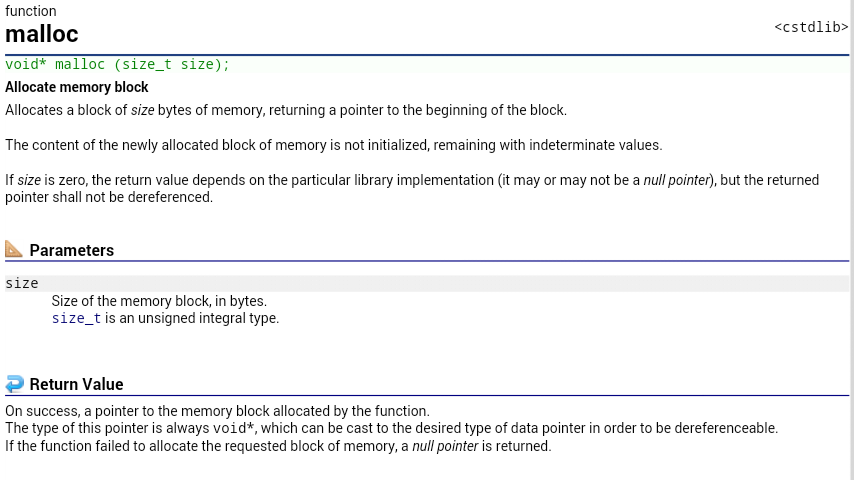 function
malloc
<cstdlib>
void* malloc (size_t size);
Allocate memory block
Allocates a block of size bytes of memory, returning a pointer to the beginning of the block.
The content of the newly allocated block of memory is not initialized, remaining with indeterminate values.
If size is zero, the return value depends on the particular library implementation (it may or may not be a null pointer), but the returned
pointer shall not be dereferenced.
Parameters
size
Size of the memory block, in bytes.
size_t is an unsigned integral type.
Return Value
On success, a pointer to the memory block allocated by the function.
The type of this pointer is always void*, which can be cast to the desired type of data pointer in order to be dereferenceable.
If the function failed to allocate the requested block of memory, a null pointer is returned.